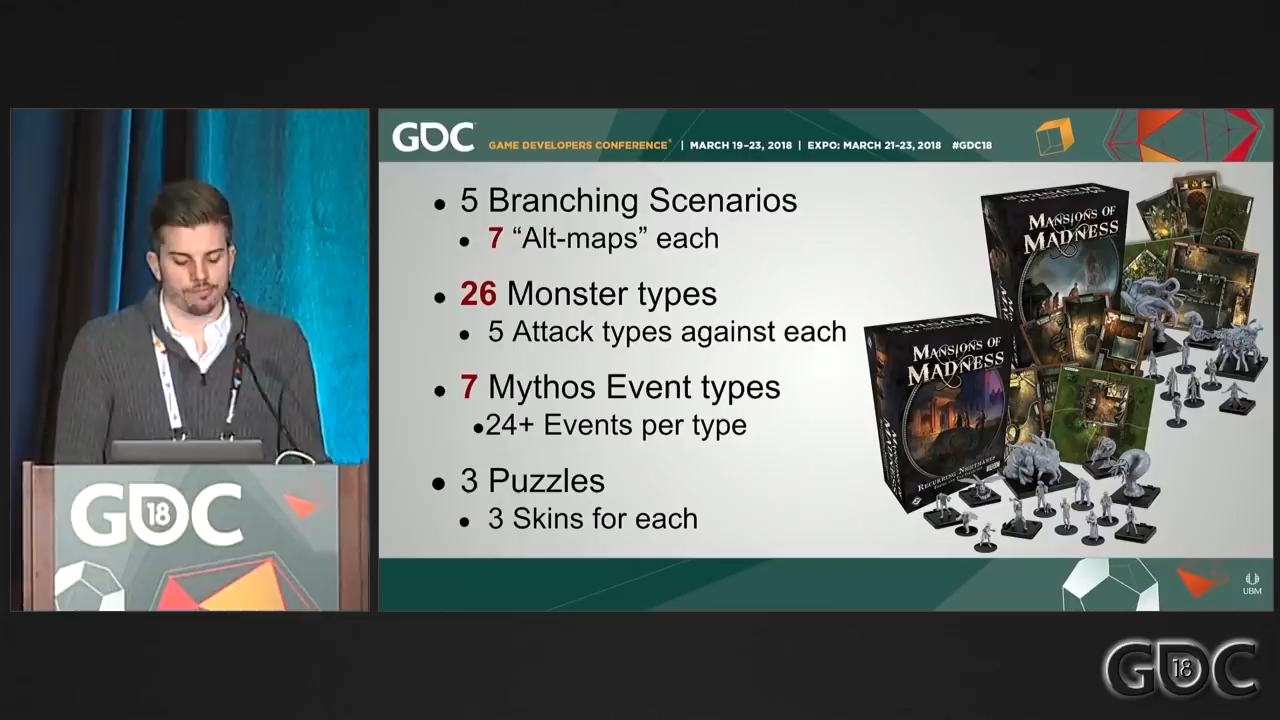 GDC
GAME DEVELOPERS CONFERENCE® | MARCH 19–23, 2018 | EXPO: MARCH 21–23, 2018 #GDC18
• 5 Branching Scenarios
• 7 “Alt-maps” each
• 26 Monster types
• 5 Attack types against each
• 7 Mythos Event types
•24+ Events per type
• 3 Puzzles
• 3 Skins for each
MANSIONS OF
MADNESS
MANSIONS OF
MADNESS
RECURRING NIGHTMARES
UBM
GDC
18
GDC
18